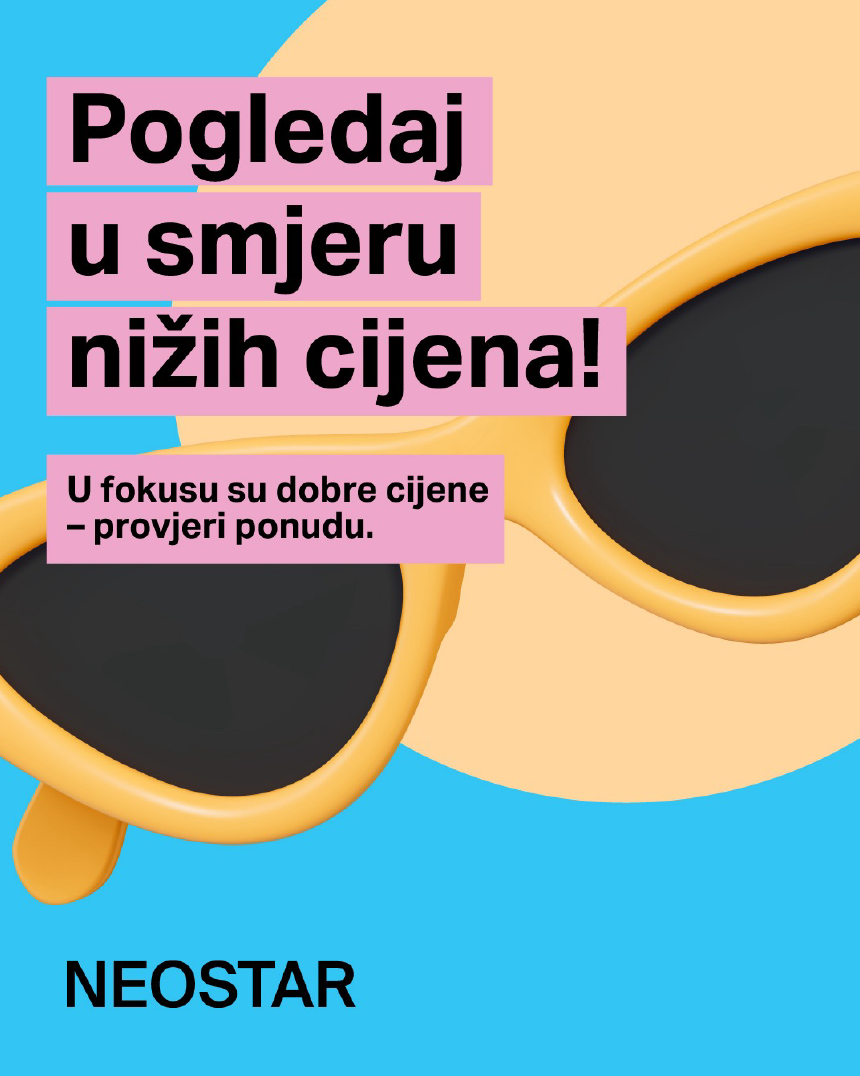 Pogledaj
u smjeru
nižih cijena!
U fokusu su dobre cijene
– provjeri ponudu.
NEOSTAR